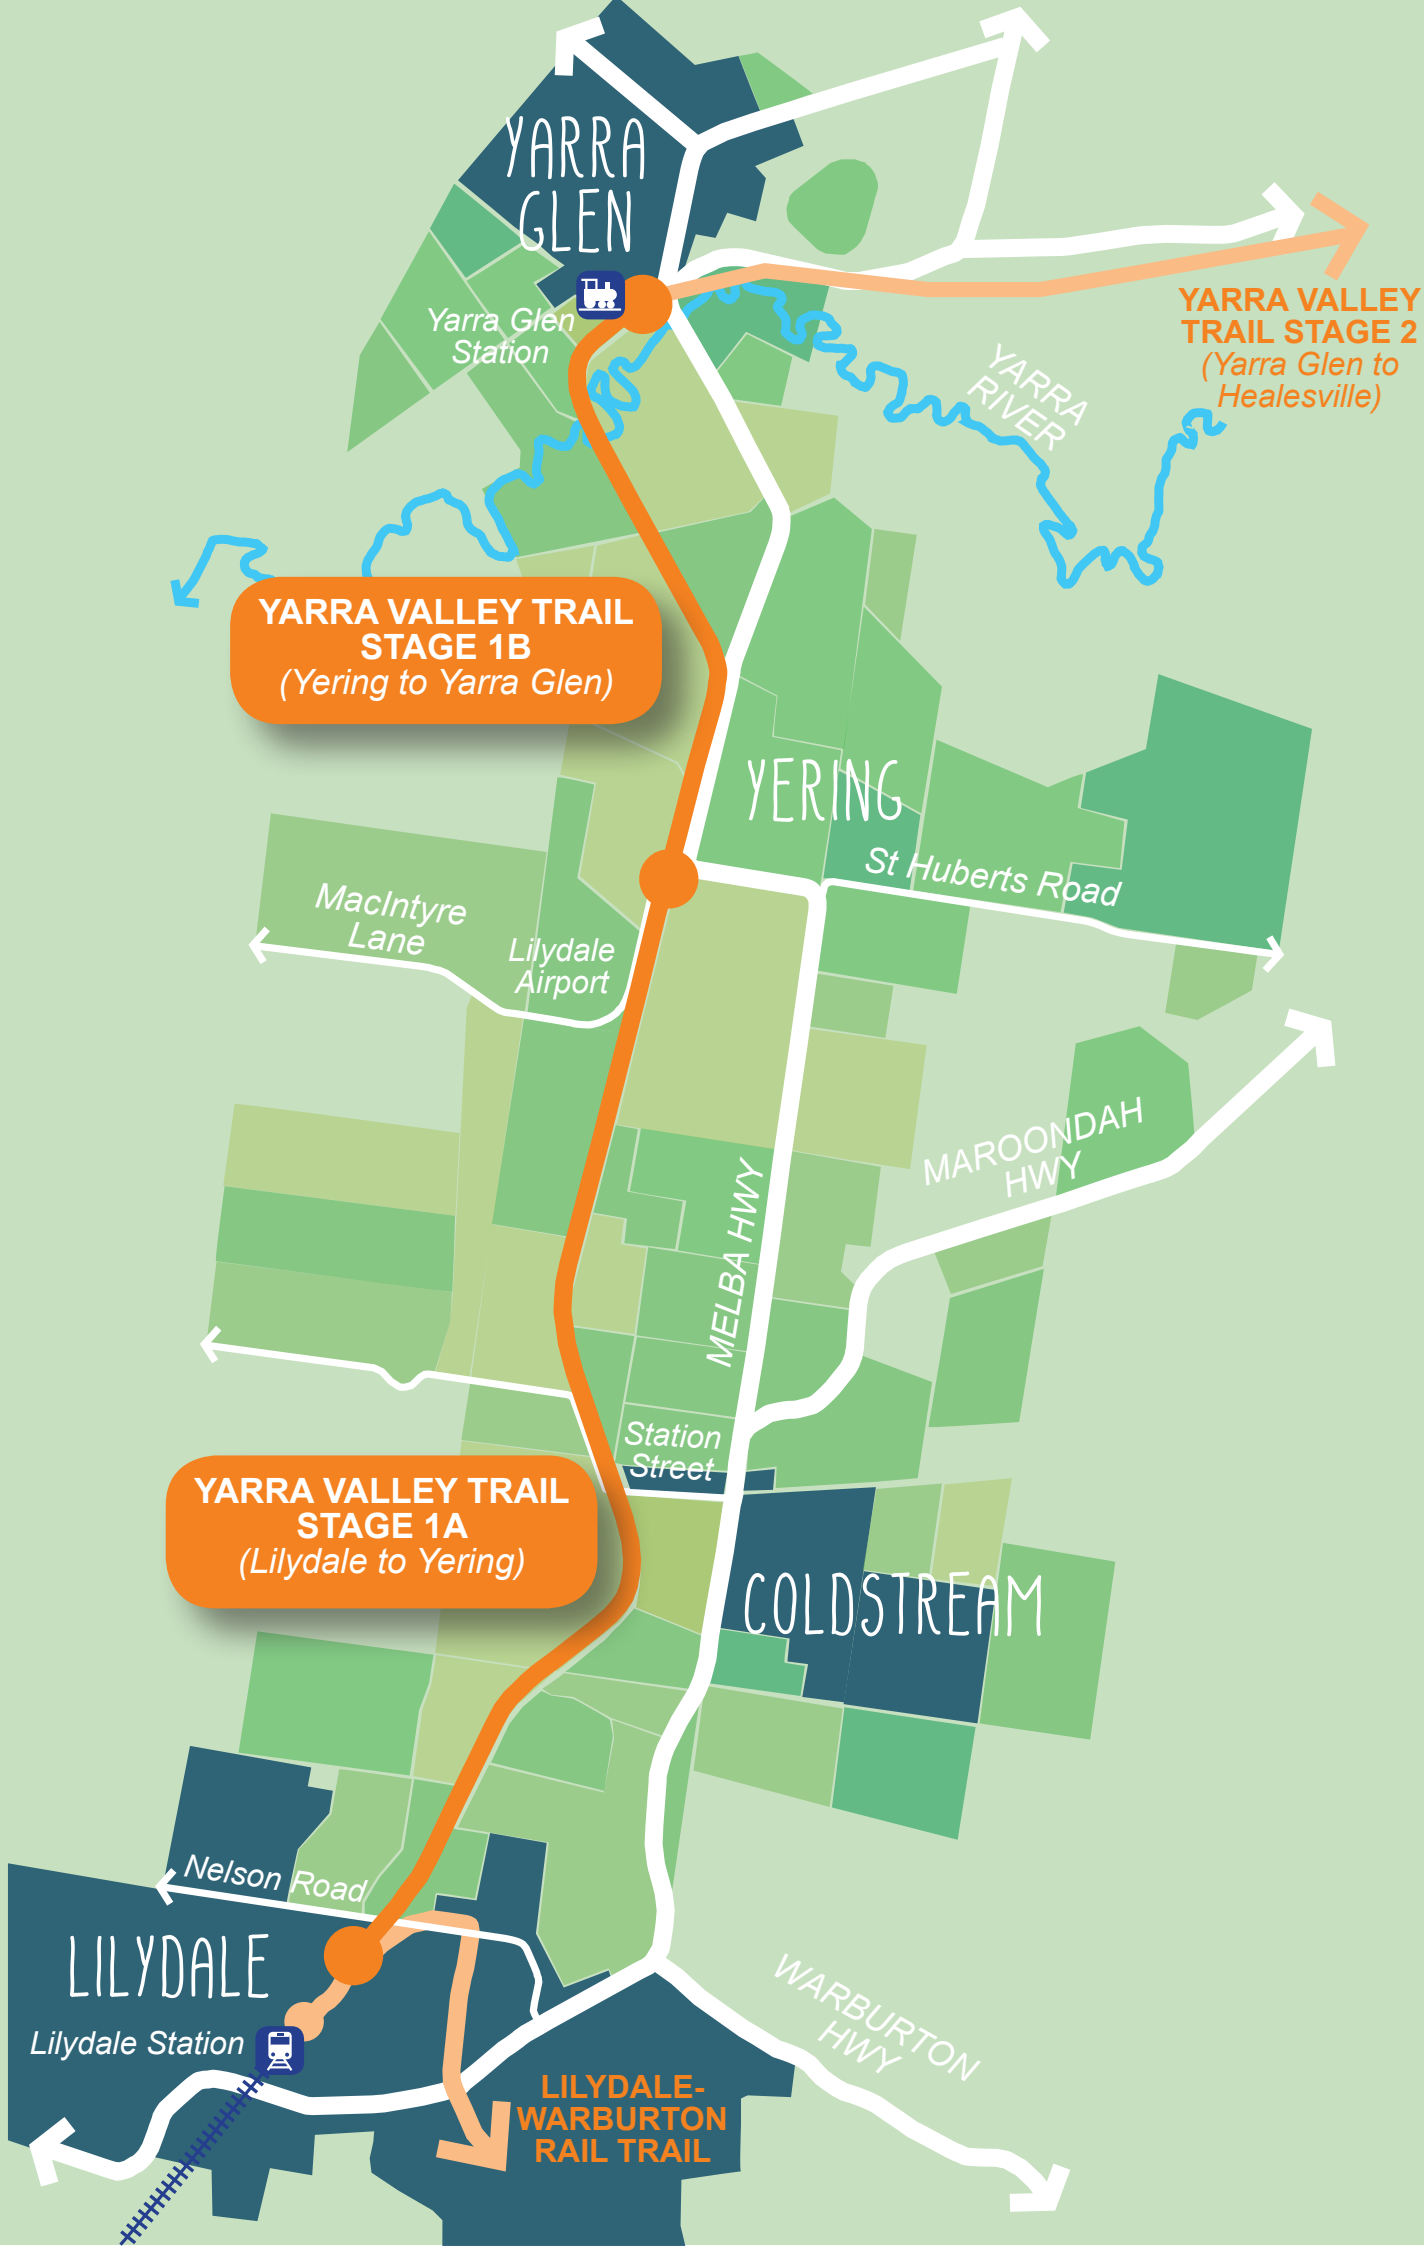 YARRA
GLEN
Yarra Glen
Station
YARRA VALLEY
TRAIL STAGE 2
(Yarra Glen to
Healesville)
YARRA
RIVER
YARRA VALLEY TRAIL
STAGE 1B
(Yering to Yarra Glen)
YERING
St Huberts Road
MacIntyre
Lane
Lilydale
Airport
MAROONDAH
HWY
MELBA HWY
Station
Street
YARRA VALLEY TRAIL
STAGE 1A
(Lilydale to Yering)
COLDSTREAM
Nelson Road
LILYDALE
Lilydale Station
WARBURTON
HWY
LILYDALE-
WARBURTON
RAIL TRAIL